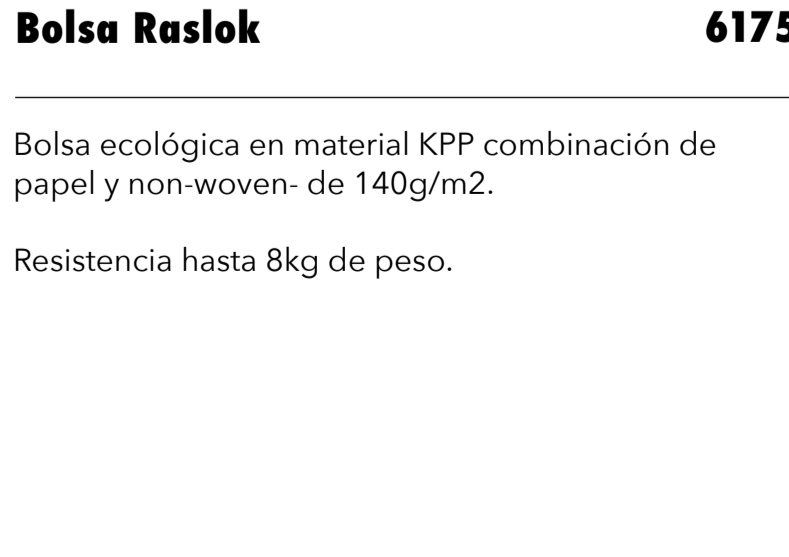 Bolsa Raslok 6175
Bolsa ecológica en material KPP combinación de
papel y non-woven- de 140g/m2.
Resistencia hasta 8kg de peso.